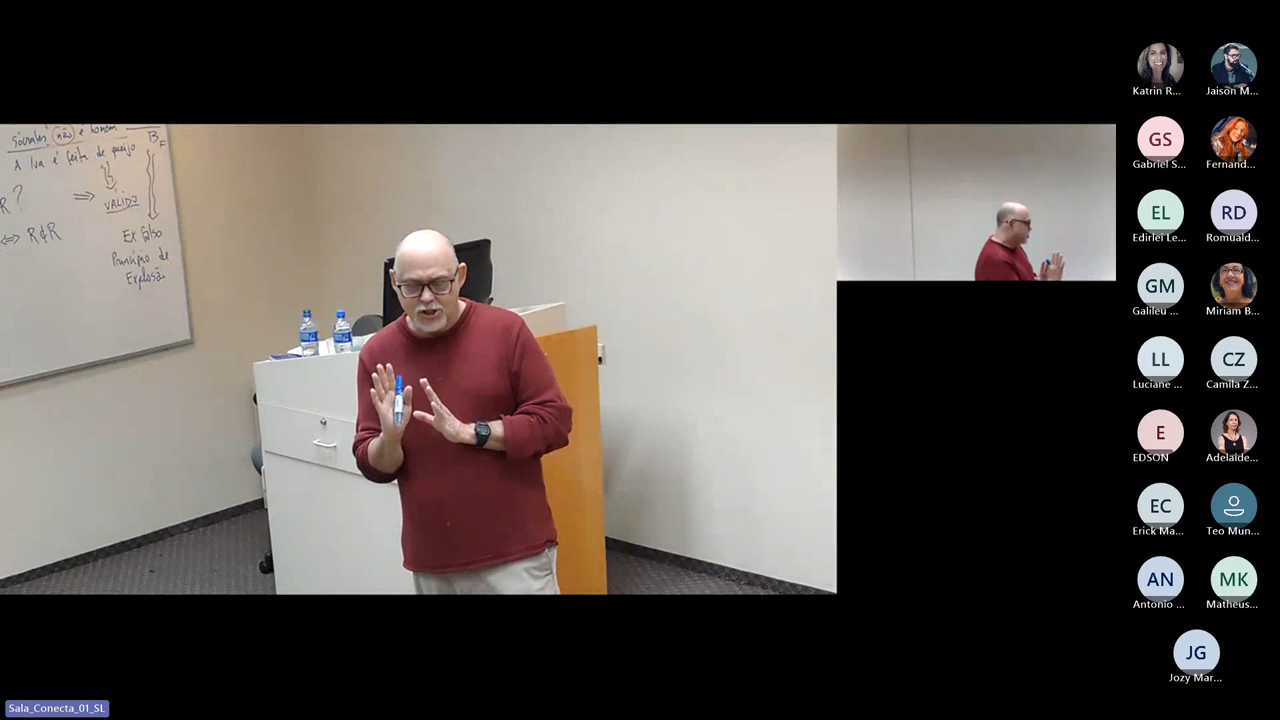 Sócrates não é homem
A lua é feita de queijo
B F
R?
⇒ VÁLIDO
⇔ R∉R
Ex Falso
Princípio de
Explosão
Katrin R...
Jaison M...
GS
Gabriel S...
Fernand...
EL
Edirlei Le...
RD
Romuald...
GM
Galileu ...
Miriam B...
LL
Luciane ...
CZ
Camila Z...
E
EDSON
Adelaide...
EC
Erick Ma...
Teo Mun...
AN
Antonio ...
MK
Matheus...
JG
Jozy Mar...
Sala_Conecta_01_SL